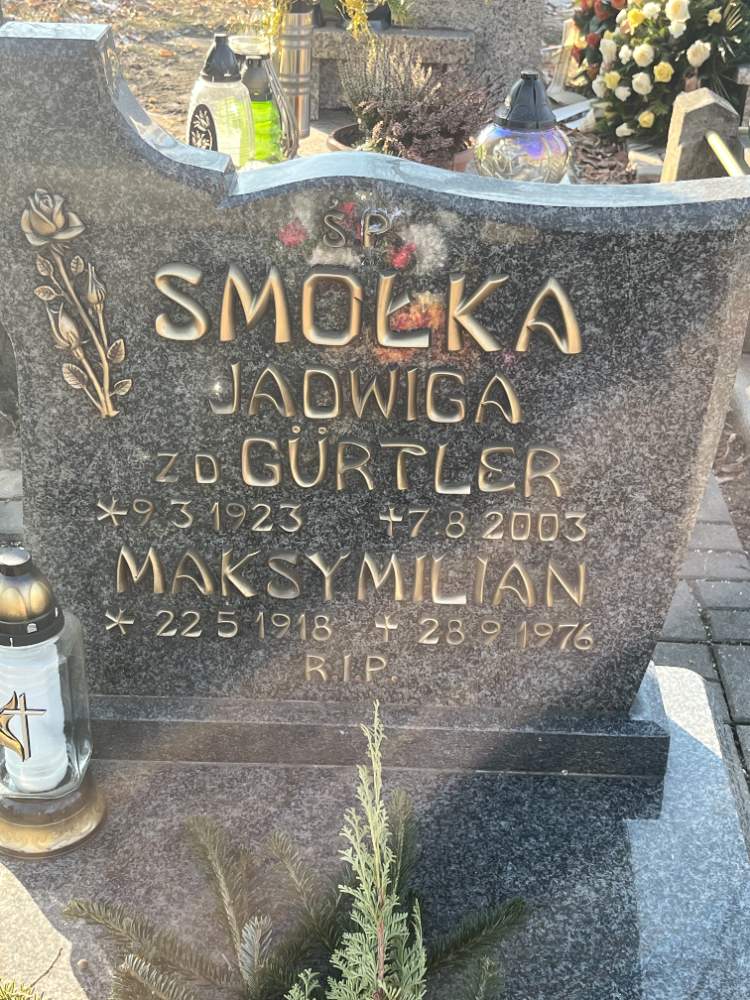 Ś.P.
SMOŁKA
JADWIGA
ZD GÜRTLER
*9.3.1923 +7.8.2003
MAKSYMILIAN
* 22.5.1918 + 28.9.1976
R.I.P.